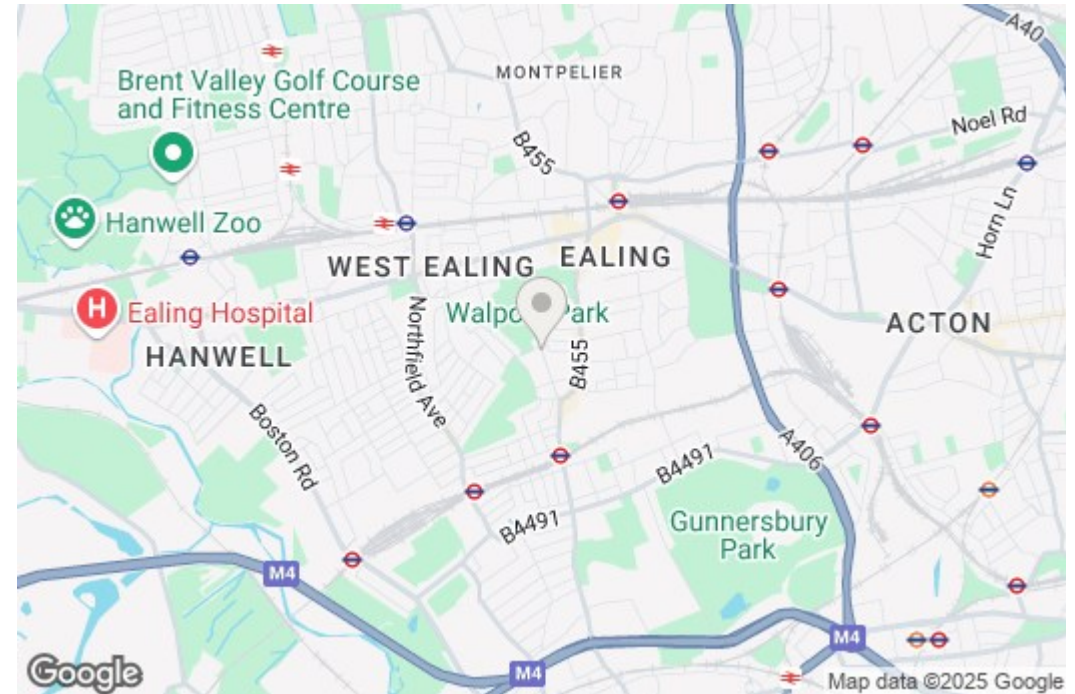 A40
MONTPELIER
Brent Valley Golf Course
and Fitness Centre
Noel Rd
B455
Hanwell Zoo
Horn Ln
WEST EALING
EALING
H
Ealing Hospital
Walpo
Park
ACTON
HANWELL
Northfield Ave
B455
Boston Rd
A406
B4491
B4491
Gunnersbury
Park
M4
M4
M4
Google
Map data ©2025 Google